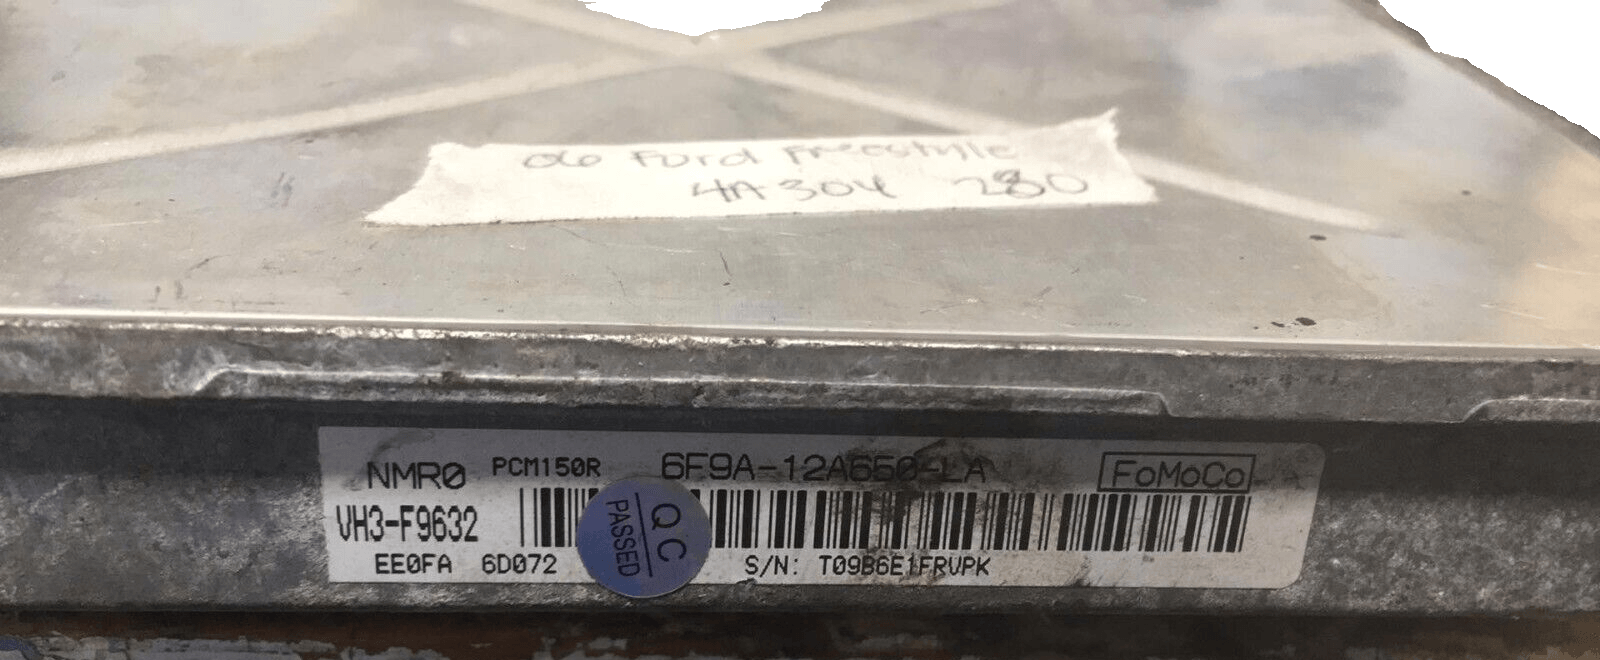 06 Ford Freestyle
4A304 280
NMR0 PCM150R 6F9A-12A650-LA FoMoCo
VH3-F9632
QC
PASSED
EE0FA 6D072 S/N: T09B6E1FRVPK